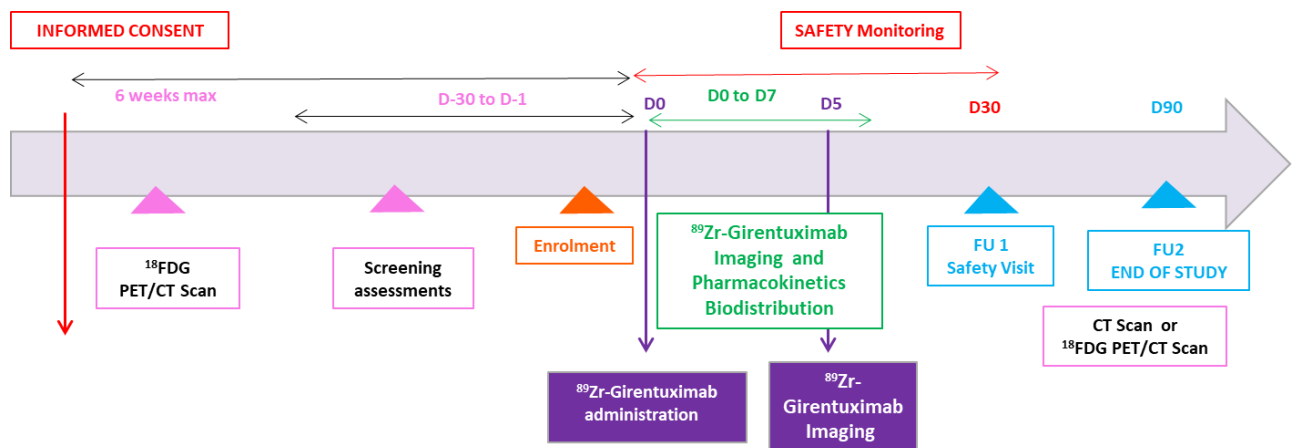 INFORMED CONSENT
SAFETY Monitoring
6 weeks max
D-30 to D-1
D0
D0 to D7
D5
D30
D90
¹⁸FDG
PET/CT Scan
Screening
assessments
Enrolment
⁸⁹Zr-Girentuximab
Imaging and
Pharmacokinetics
Biodistribution
FU 1
Safety Visit
FU2
END OF STUDY
CT Scan or
¹⁸FDG PET/CT Scan
⁸⁹Zr-Girentuximab
administration
⁸⁹Zr-
Girentuximab
Imaging